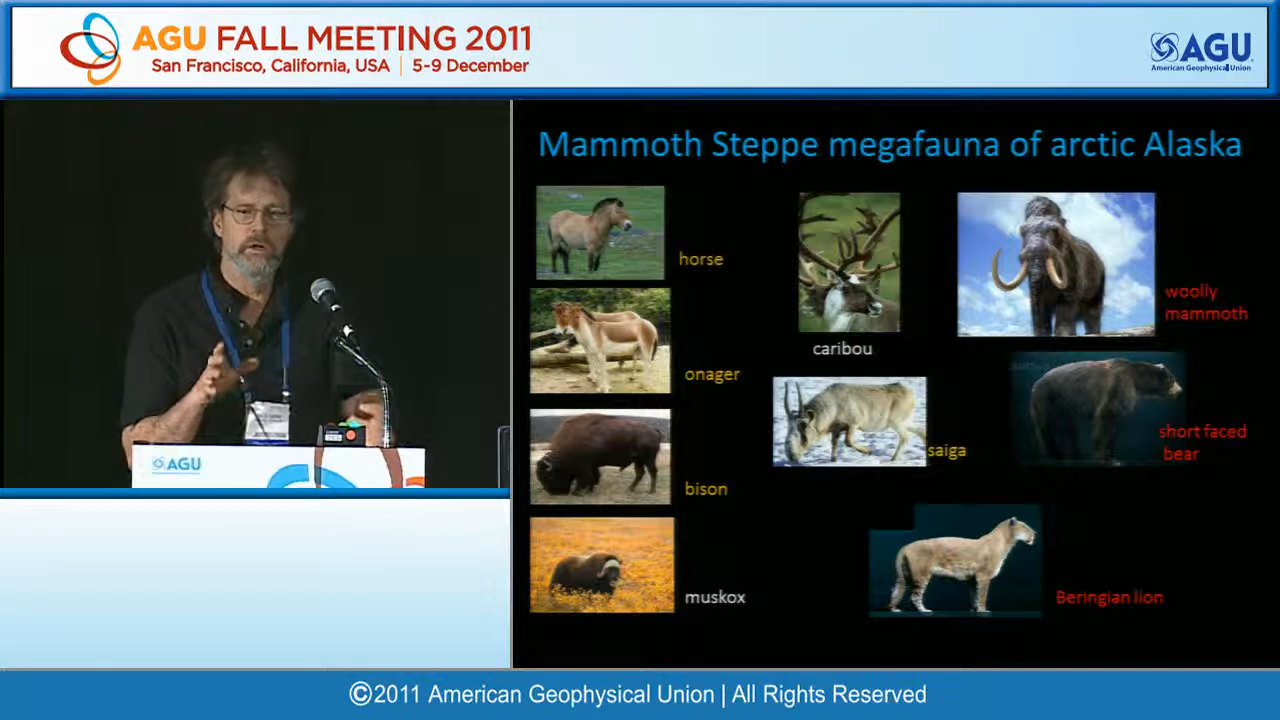 AGU FALL MEETING 2011
San Francisco, California, USA | 5-9 December
AGU
American Geophysical Union
Mammoth Steppe megafauna of arctic Alaska
horse
caribou
woolly
mammoth
onager
saiga
short faced
bear
bison
muskox
Beringian lion
AGU
©2011 American Geophysical Union | All Rights Reserved